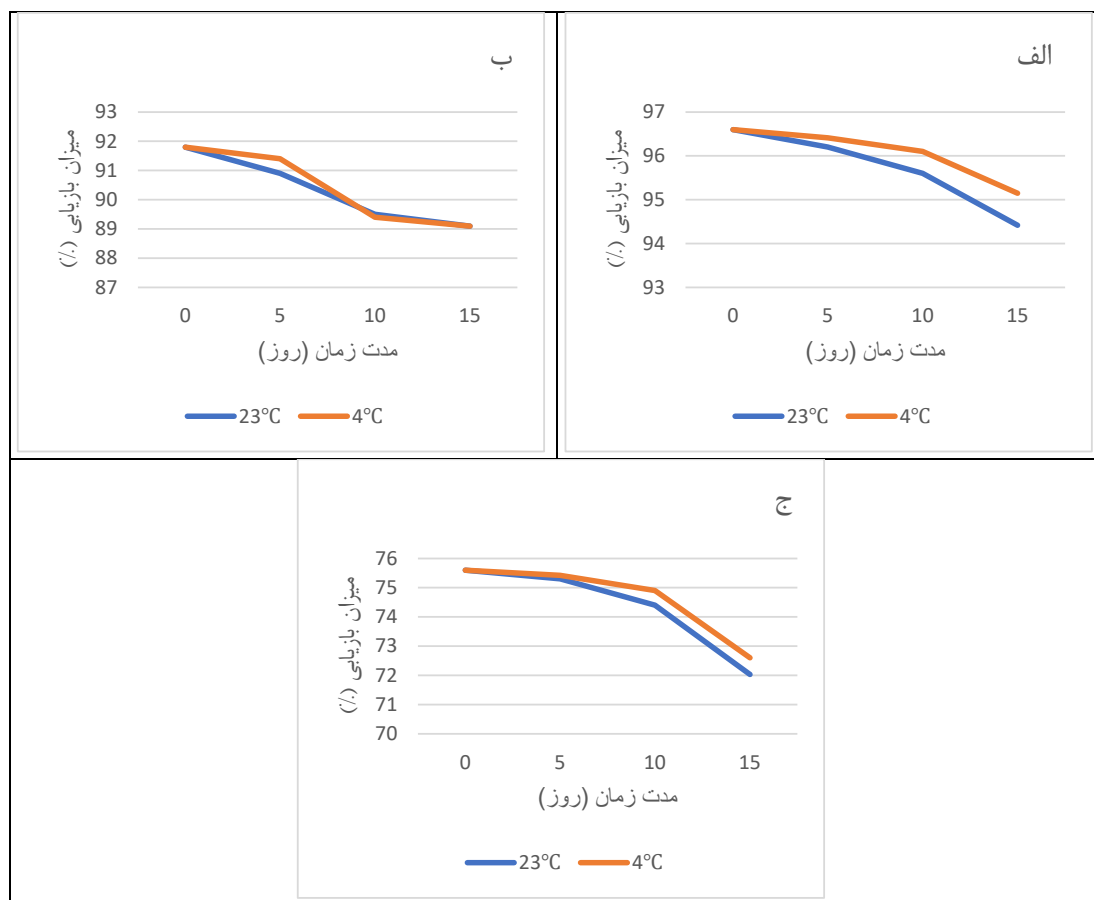 الف
97
96
95
94
93
میزان بازیابی (٪)
0 5 10 15
مدت زمان (روز)
23°C 4°C
ب
93
92
91
90
89
88
87
میزان بازیابی (٪)
0 5 10 15
مدت زمان (روز)
23°C 4°C
ج
76
75
74
73
72
71
70
میزان بازیابی (٪)
0 5 10 15
مدت زمان (روز)
23°C 4°C